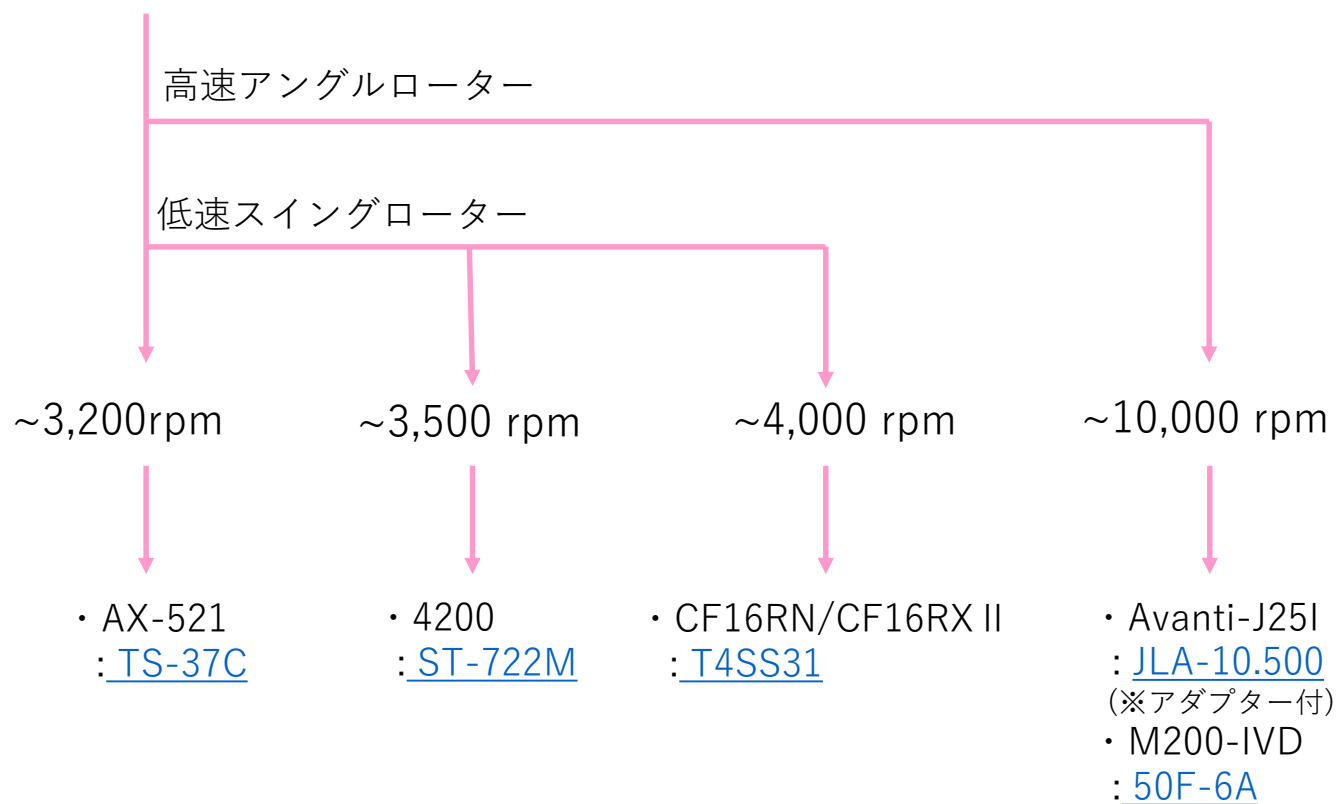 高速アングルローター
低速スイングローター
~3,200rpm
~3,500 rpm
~4,000 rpm
~10,000 rpm
・AX-521
: TS-37C
・4200
: ST-722M
・CF16RN/CF16RXⅡ
: T4SS31
・Avanti-J25I
: JLA-10.500
(※アダプター付)
・M200-IVD
: 50F-6A